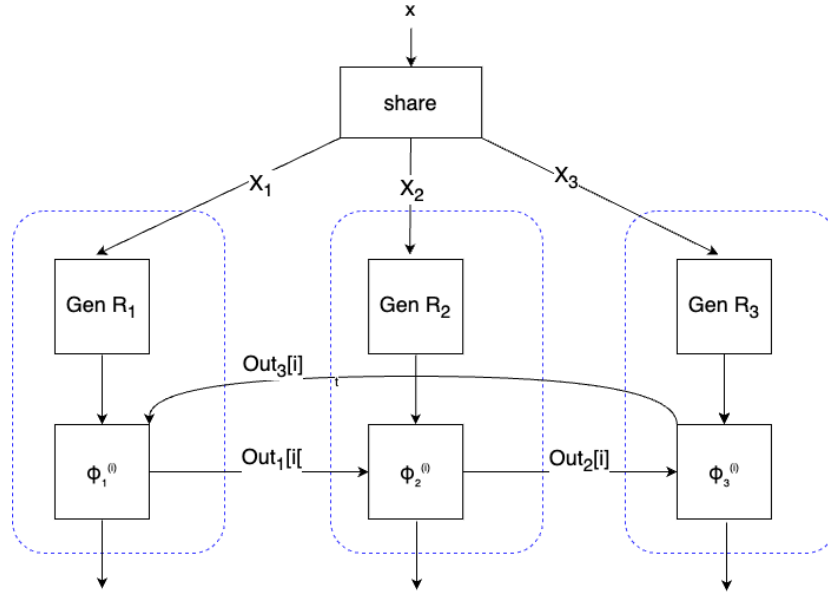 x
share
X₁
X₂
X₃
Gen R₁
Gen R₂
Gen R₃
Out₃[i]
t
Out₁[i[
Out₂[i]
Φ₁⁽ⁱ⁾
Φ₂⁽ⁱ⁾
Φ₃⁽ⁱ⁾